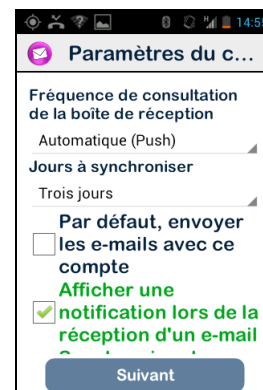 H 14:5
Paramètres du c...
Fréquence de consultation
de la boîte de réception
Automatique (Push)
Jours à synchroniser
Trois jours
Par défaut, envoyer
les e-mails avec ce
compte
Afficher une
notification lors de la
réception d'un e-mail
Suivant